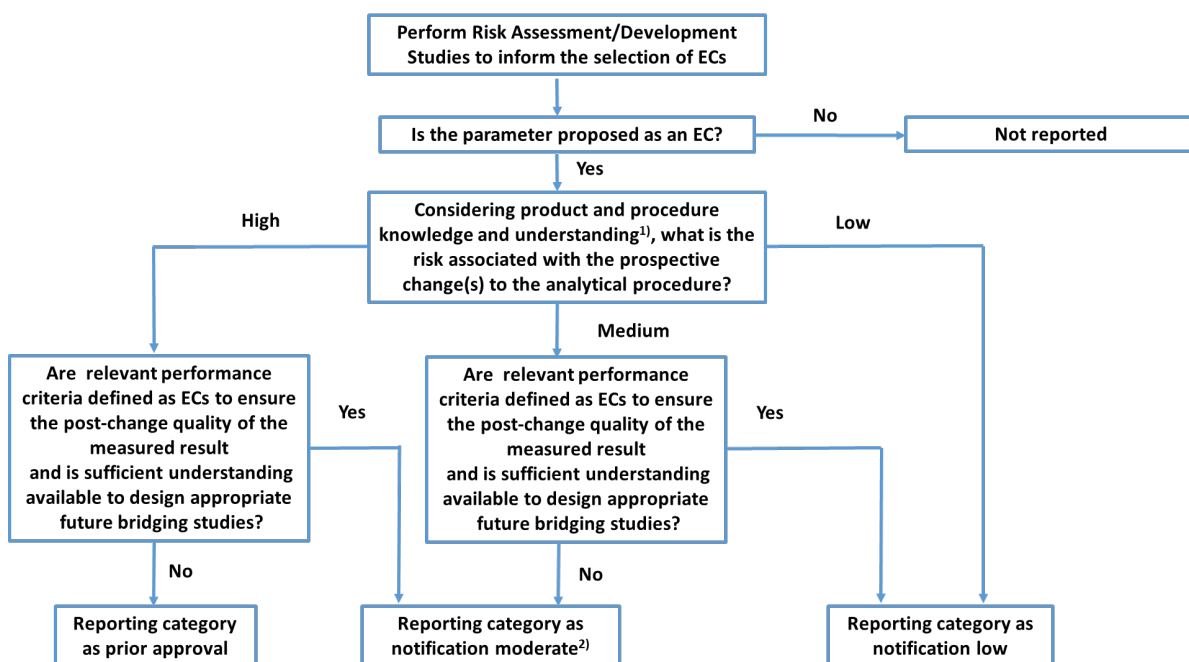 Perform Risk Assessment/Development
Studies to inform the selection of ECs
Is the parameter proposed as an EC?
No
Not reported
Yes
Considering product and procedure
knowledge and understanding¹⁾, what is the
risk associated with the prospective
change(s) to the analytical procedure?
High
Low
Medium
Are relevant performance
criteria defined as ECs to ensure
the post-change quality of the
measured result
and is sufficient understanding
available to design appropriate
future bridging studies?
Yes
Are relevant performance
criteria defined as ECs to ensure
the post-change quality of the
measured result
and is sufficient understanding
available to design appropriate
future bridging studies?
Yes
No
No
Reporting category
as prior approval
Reporting category as
notification moderate²⁾
Reporting category as
notification low